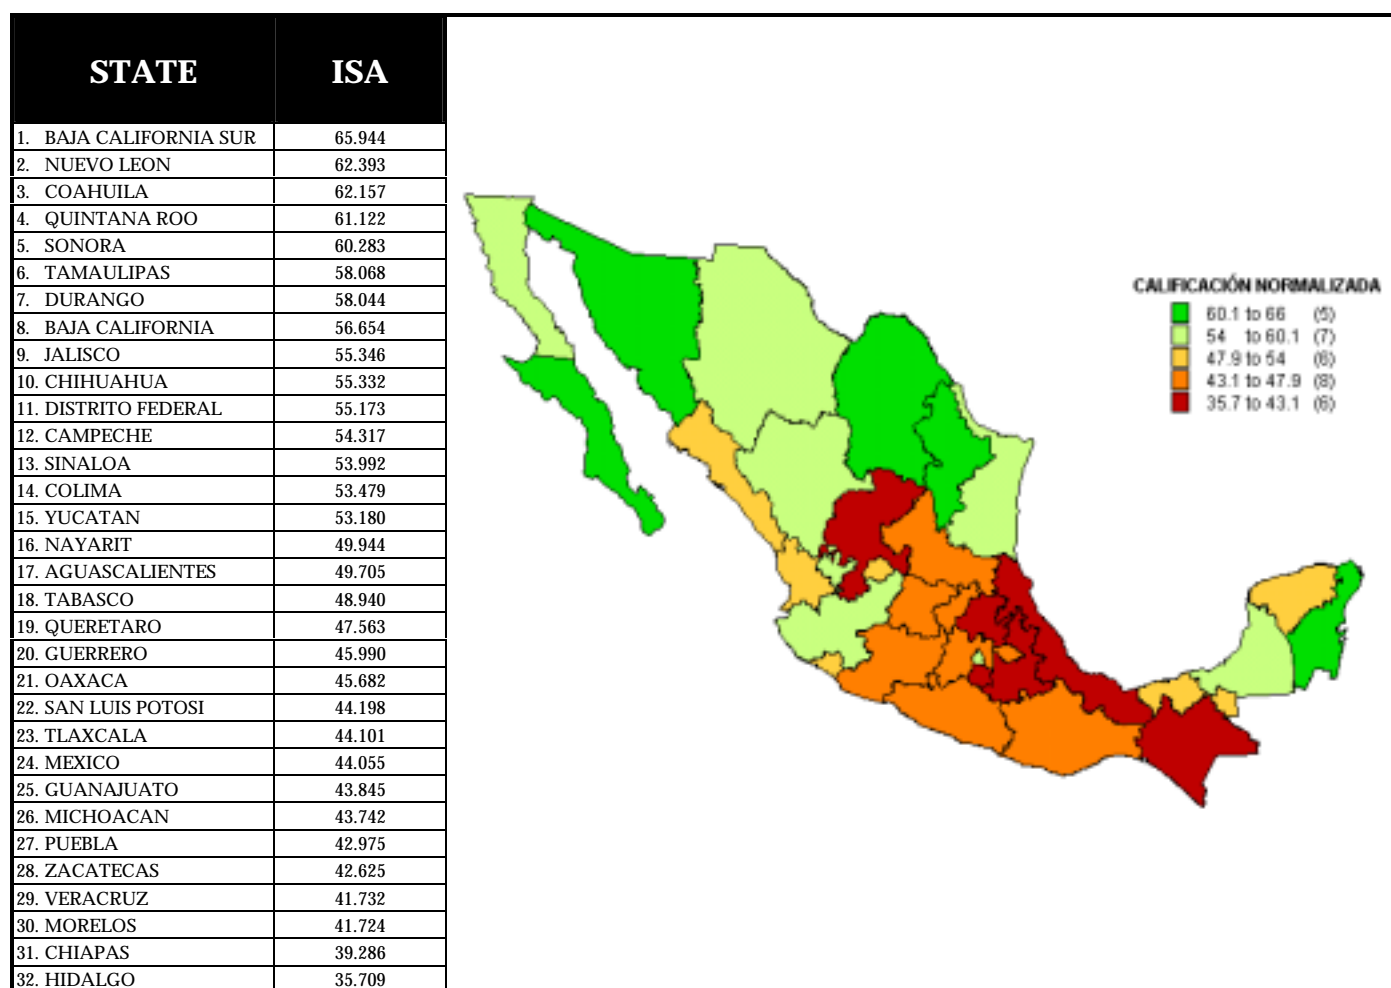 STATE ISA
1. BAJA CALIFORNIA SUR 65.944
2. NUEVO LEON 62.393
3. COAHUILA 62.157
4. QUINTANA ROO 61.122
5. SONORA 60.283
6. TAMAULIPAS 58.068
7. DURANGO 58.044
8. BAJA CALIFORNIA 56.654
9. JALISCO 55.346
10. CHIHUAHUA 55.332
11. DISTRITO FEDERAL 55.173
12. CAMPECHE 54.317
13. SINALOA 53.992
14. COLIMA 53.479
15. YUCATAN 53.180
16. NAYARIT 49.944
17. AGUASCALIENTES 49.705
18. TABASCO 48.940
19. QUERETARO 47.563
20. GUERRERO 45.990
21. OAXACA 45.682
22. SAN LUIS POTOSI 44.198
23. TLAXCALA 44.101
24. MEXICO 44.055
25. GUANAJUATO 43.845
26. MICHOACAN 43.742
27. PUEBLA 42.975
28. ZACATECAS 42.625
29. VERACRUZ 41.732
30. MORELOS 41.724
31. CHIAPAS 39.286
32. HIDALGO 35.709
CALIFICACIÓN NORMALIZADA
60.1 to 66 (5)
54 to 60.1 (7)
47.9 to 54 (6)
43.1 to 47.9 (8)
35.7 to 43.1 (6)